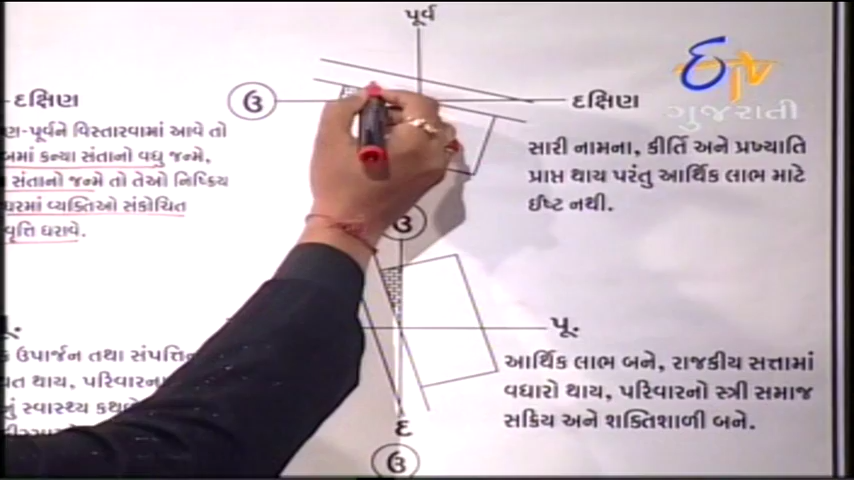 પૂર્વ
દક્ષિણ
ઉ
દક્ષિણ
ETV
ગુજરાતી
ણ-પૂર્વને વિસ્તારવામાં આવે તો
બમાં કન્યા સંતાનો વધુ જન્મે,
સંતાનો જન્મે તો તેઓ નિષ્ક્રિય
ઘરમાં વ્યક્તિઓ સંકોચિત
વૃત્તિ ધરાવે.
સારી નામના, કીર્તિ અને પ્રખ્યાતિ
પ્રાપ્ત થાય પરંતુ આર્થિક લાભ માટે
ઈષ્ટ નથી.
ઉ
પૂ.
પૂ.
ઉપાર્જન તથા સંપત્તિન
થાય, પરિવારના
સ્વાસ્થ્ય
આર્થિક લાભ બને, રાજકીય સત્તામાં
વધારો થાય, પરિવારનો સ્ત્રી સમાજ
સક્રિય અને શક્તિશાળી બને.
દ
ઉ